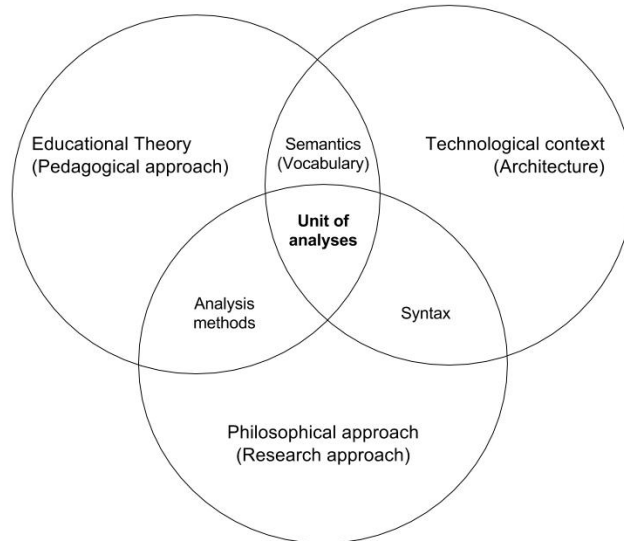 Educational Theory
(Pedagogical approach)
Semantics
(Vocabulary)
Technological context
(Architecture)
Unit of
analyses
Analysis
methods
Syntax
Philosophical approach
(Research approach)